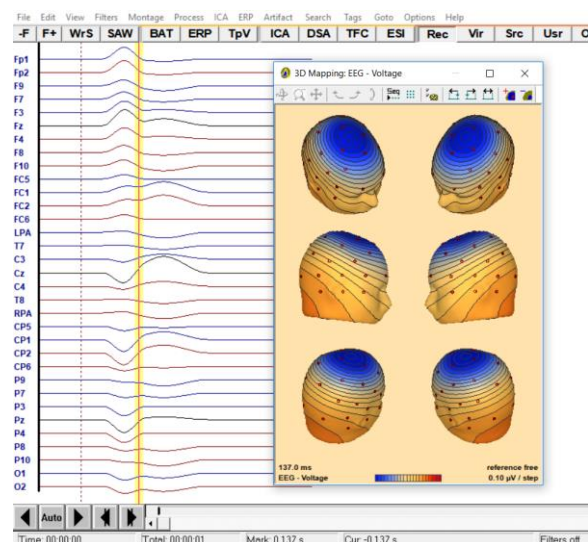 File Edit View Filters Montage Process ICA ERP Artifact Search Tags Goto Options Help
-F F+ WrS SAW BAT ERP TpV ICA DSA TFC ESI Rec Vir Src Usr
Fp1
Fp2
F9
F7
F3
Fz
F4
F8
F10
FC5
FC1
FC2
FC6
LPA
T7
C3
Cz
C4
T8
RPA
CP5
CP1
CP2
CP6
P9
P7
P3
Pz
P4
P8
P10
O1
O2
3D Mapping: EEG - Voltage
Seq
137.0 ms
reference free
EEG - Voltage
0.10 µV / step
Auto
Time: 00:00:00 Total: 00:00:01 Mark: 0.137 s Cur: -0.137 s Filters off